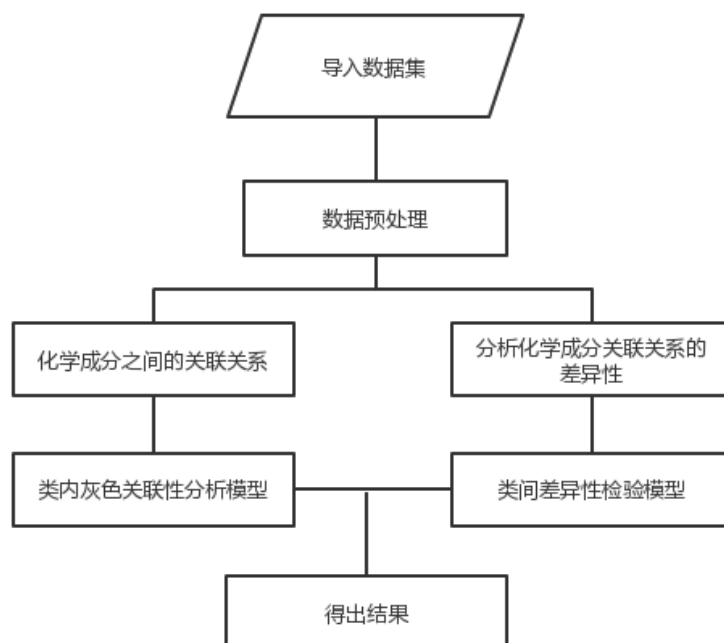 导入数据集
数据预处理
化学成分之间的关联关系
分析化学成分关联关系的
差异性
类内灰色关联性分析模型
类间差异性检验模型
得出结果